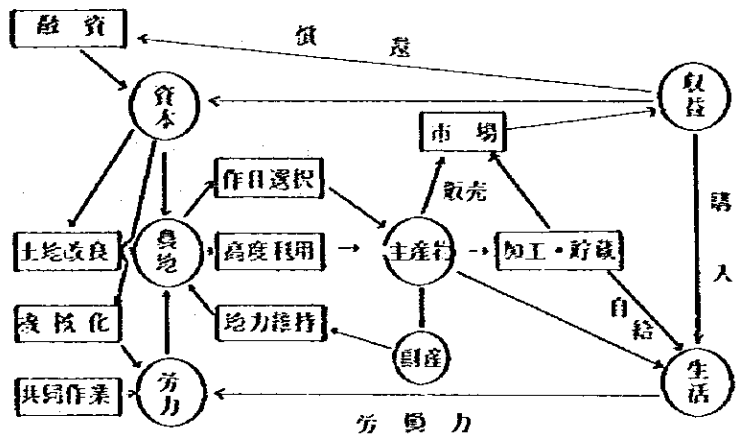 融資
償還
資本
収益
市場
作目選択
販売
購入
土地改良
農地
高度利用
主産物
加工・貯蔵
機械化
地力維持
自給
副産
共同作業
労力
生活
労働力